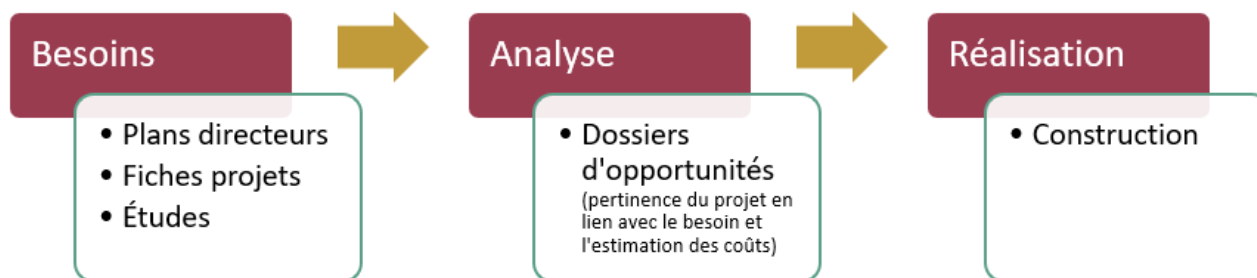 Besoins
• Plans directeurs
• Fiches projets
• Études
Analyse
• Dossiers
d'opportunités
(pertinence du projet en
lien avec le besoin et
l'estimation des coûts)
Réalisation
• Construction